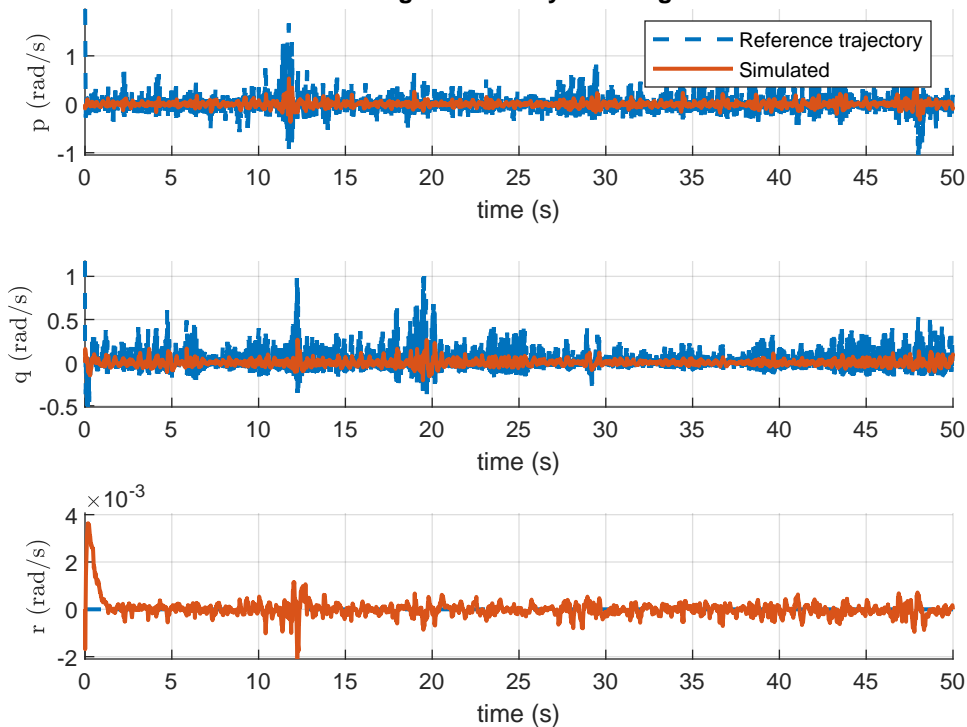 Reference trajectory
Simulated
p (rad/s)
1
0
-1
0 5 10 15 20 25 30 35 40 45 50
time (s)
q (rad/s)
1
0.5
0
-0.5
0 5 10 15 20 25 30 35 40 45 50
time (s)
×10⁻³
r (rad/s)
4
2
0
-2
0 5 10 15 20 25 30 35 40 45 50
time (s)